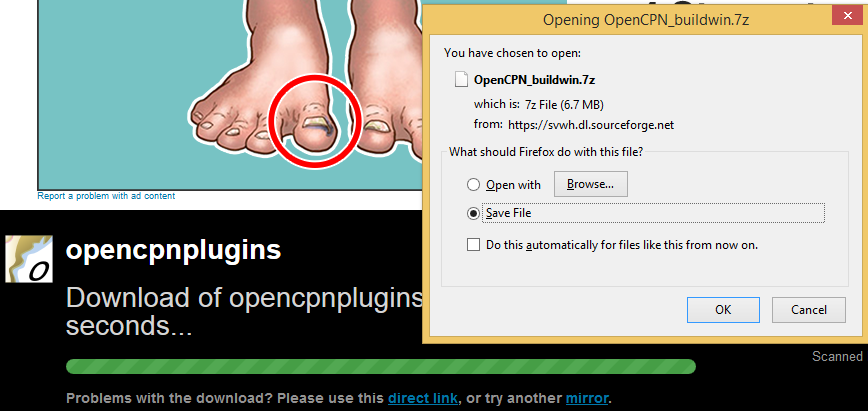 Opening OpenCPN_buildwin.7z
You have chosen to open:
OpenCPN_buildwin.7z
which is: 7z File (6.7 MB)
from: https://svwh.dl.sourceforge.net
What should Firefox do with this file?
Open with
Browse...
Save File
Do this automatically for files like this from now on.
OK
Cancel
Report a problem with ad content
O
opencpnplugins
Download of opencpnplugins
seconds...
Scanned
Problems with the download? Please use this direct link, or try another mirror.